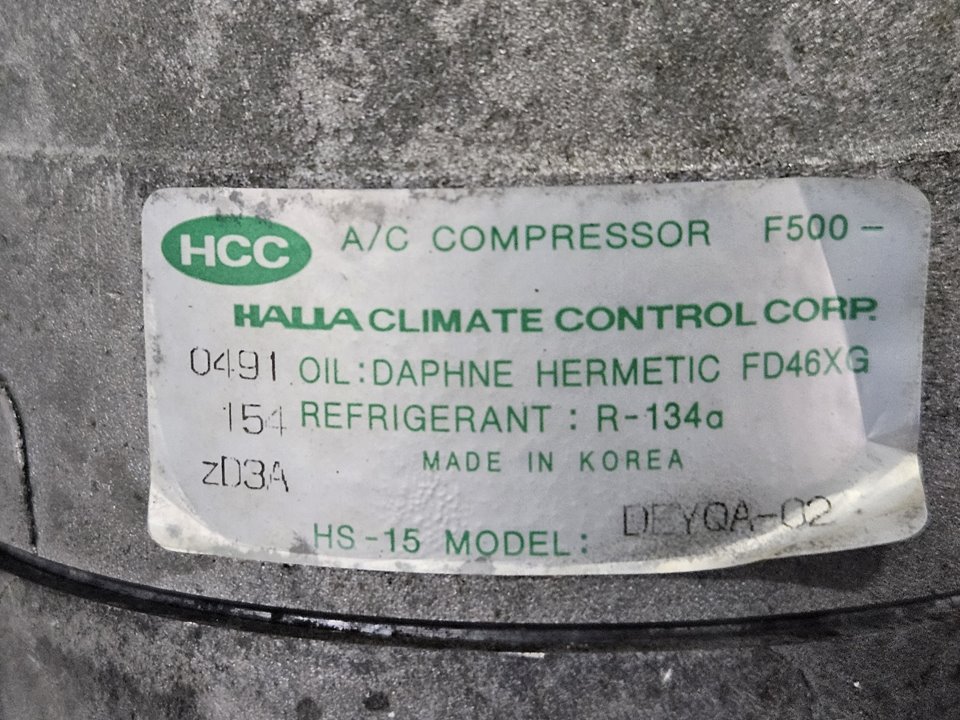 HCC A/C COMPRESSOR F500-
HALLA CLIMATE CONTROL CORP.
0491 OIL:DAPHNE HERMETIC FD46XG
154 REFRIGERANT : R-134a
MADE IN KOREA
zD3A
HS-15 MODEL: DEYQA-02